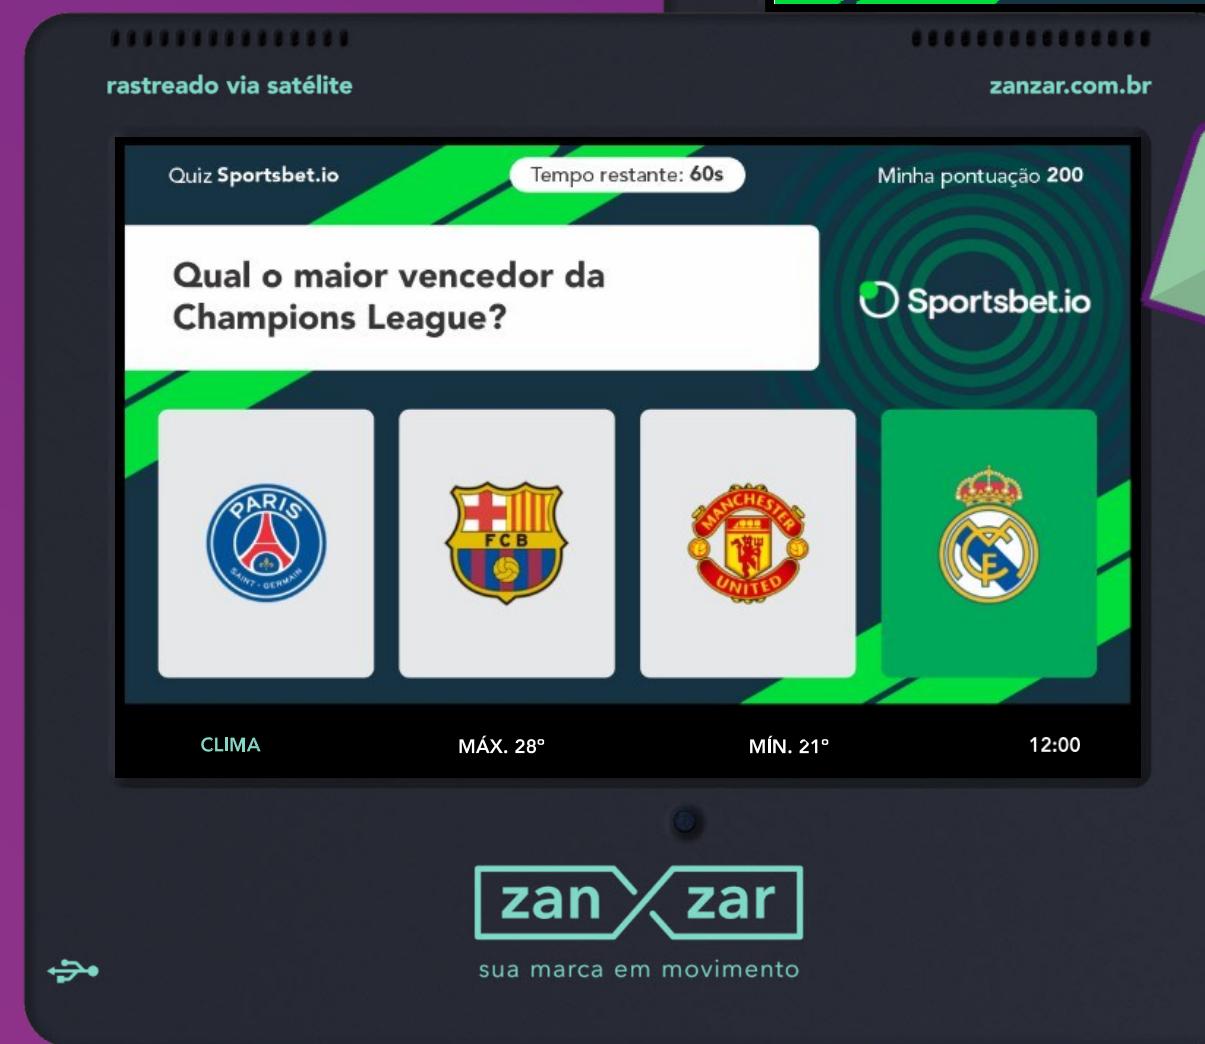 rastreado via satélite
zanzar.com.br
Quiz Sportsbet.io
Tempo restante: 60s
Minha pontuação 200
Qual o maior vencedor da
Champions League?
Sportsbet.io
PARIS
SAINT-GERMAIN
FCB
MANCHESTER
UNITED
CLIMA
MÁX. 28°
MÍN. 21°
12:00
zan zar
sua marca em movimento